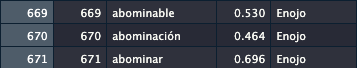 669 669 abominable 0.530 Enojo
670 670 abominación 0.464 Enojo
671 671 abominar 0.696 Enojo